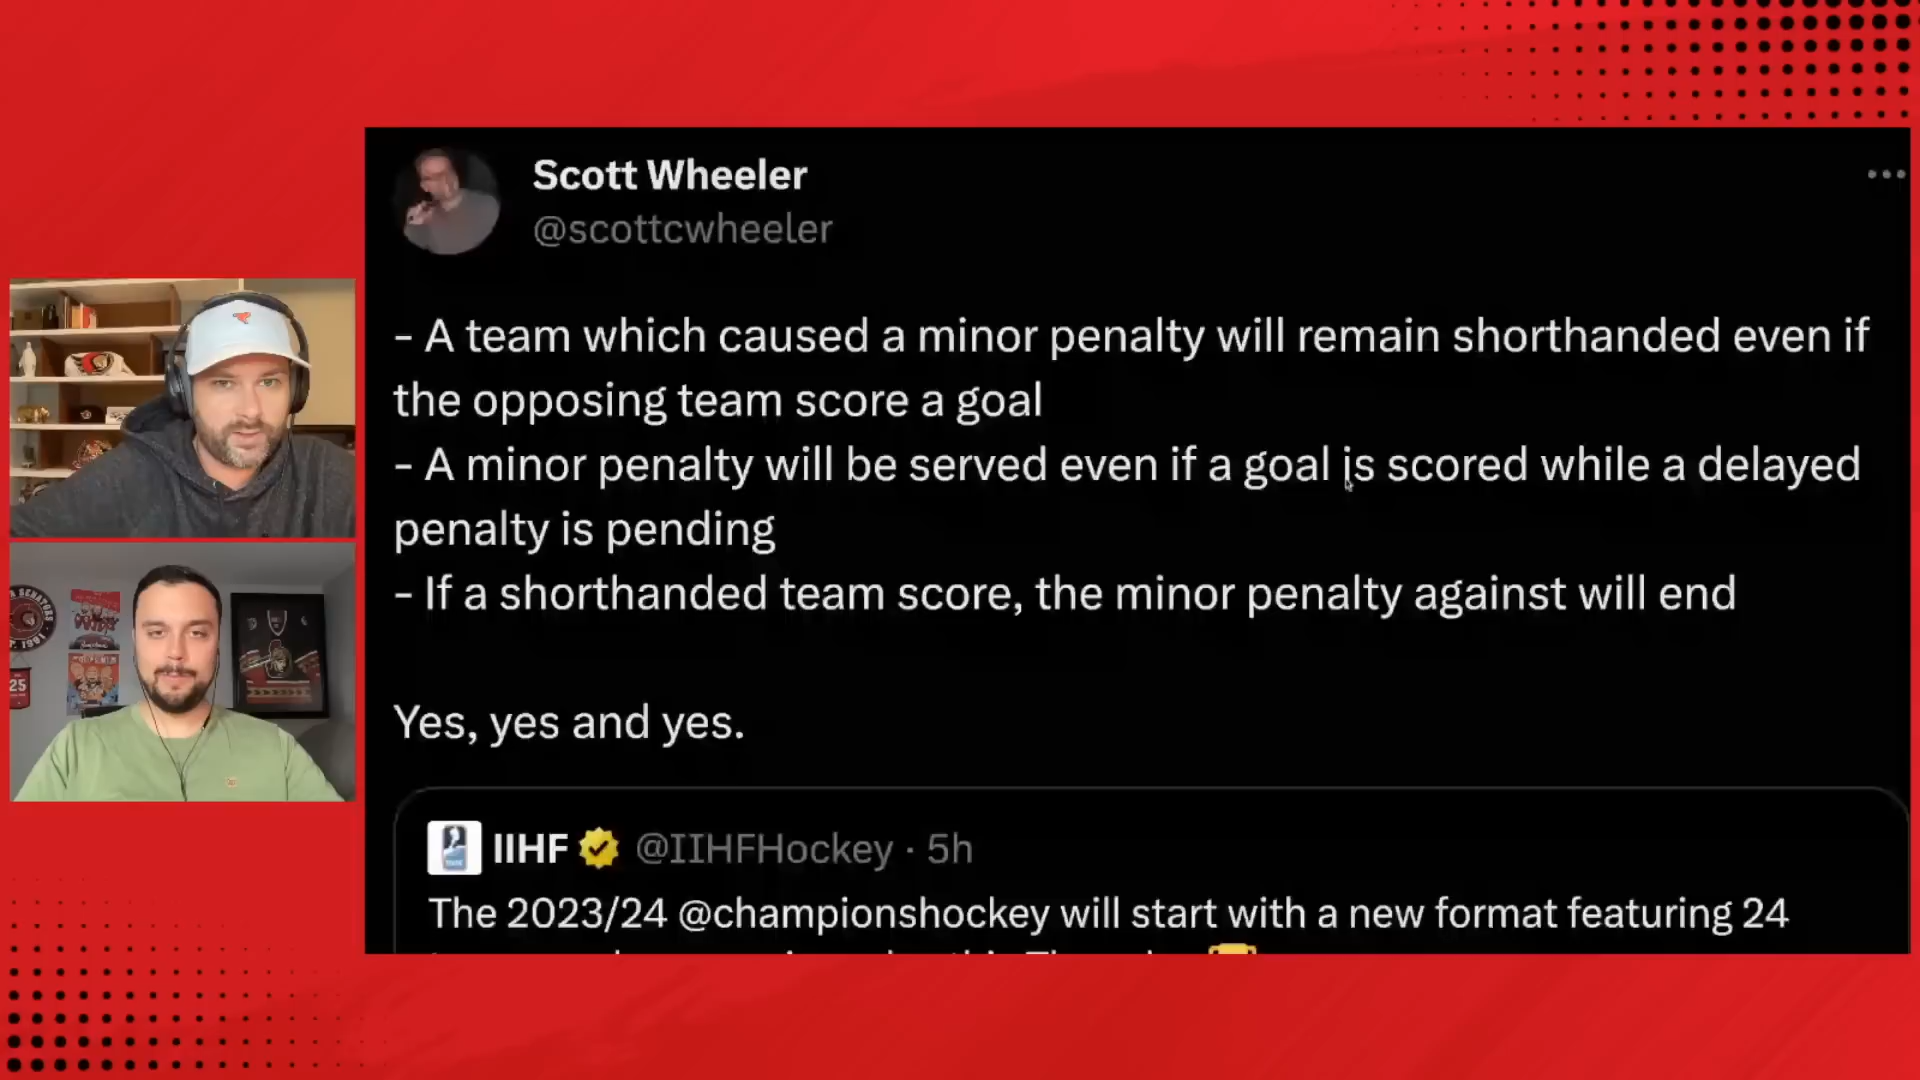 Scott Wheeler
@scottcwheeler
- A team which caused a minor penalty will remain shorthanded even if
the opposing team score a goal
- A minor penalty will be served even if a goal is scored while a delayed
penalty is pending
- If a shorthanded team score, the minor penalty against will end
Yes, yes and yes.
IIHF @IIHFHockey · 5h
The 2023/24 @championshockey will start with a new format featuring 24
25